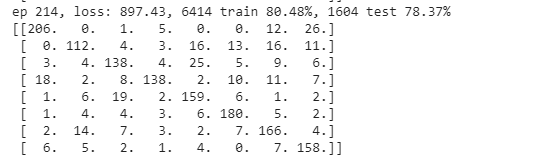 ep 214, loss: 897.43, 6414 train 80.48%, 1604 test 78.37%
[[206. 0. 1. 5. 0. 0. 12. 26.]
[ 0. 112. 4. 3. 16. 13. 16. 11.]
[ 3. 4. 138. 4. 25. 5. 9. 6.]
[ 18. 2. 8. 138. 2. 10. 11. 7.]
[ 1. 6. 19. 2. 159. 6. 1. 2.]
[ 1. 4. 4. 3. 6. 180. 5. 2.]
[ 2. 14. 7. 3. 2. 7. 166. 4.]
[ 6. 5. 2. 1. 4. 0. 7. 158.]]